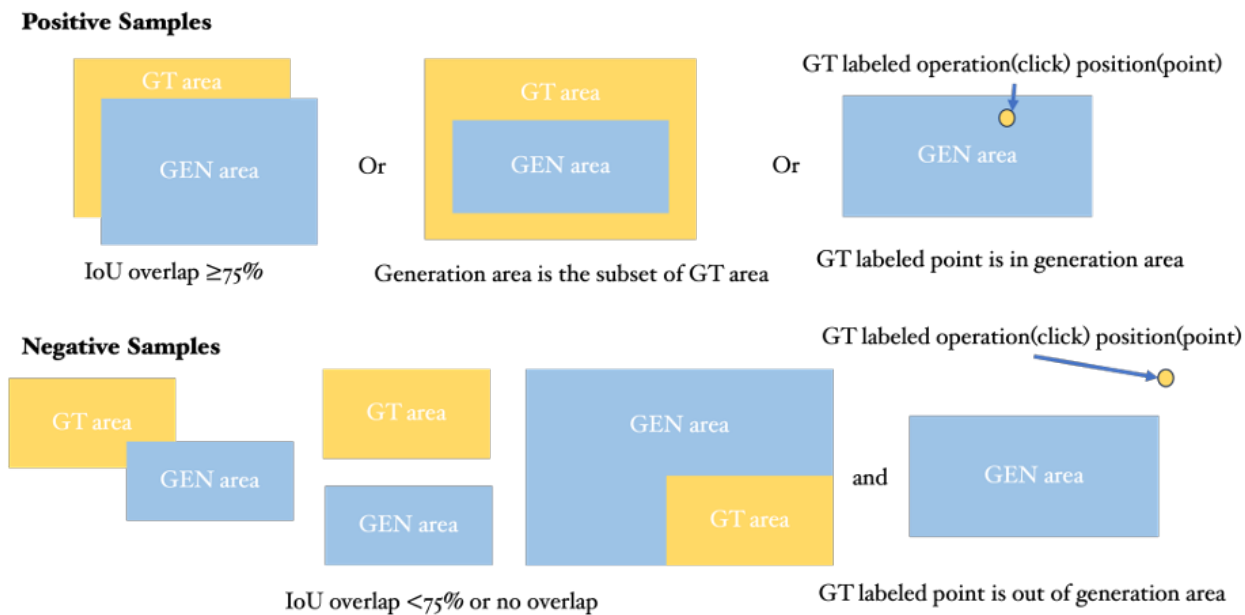 Positive Samples
GT labeled operation(click) position(point)
GT area
GEN area
Or
GT area
GEN area
Or
GEN area
IoU overlap ≥75%
Generation area is the subset of GT area
GT labeled point is in generation area
Negative Samples
GT labeled operation(click) position(point)
GT area
GEN area
GT area
GEN area
GEN area
GT area
and
GEN area
IoU overlap <75% or no overlap
GT labeled point is out of generation area